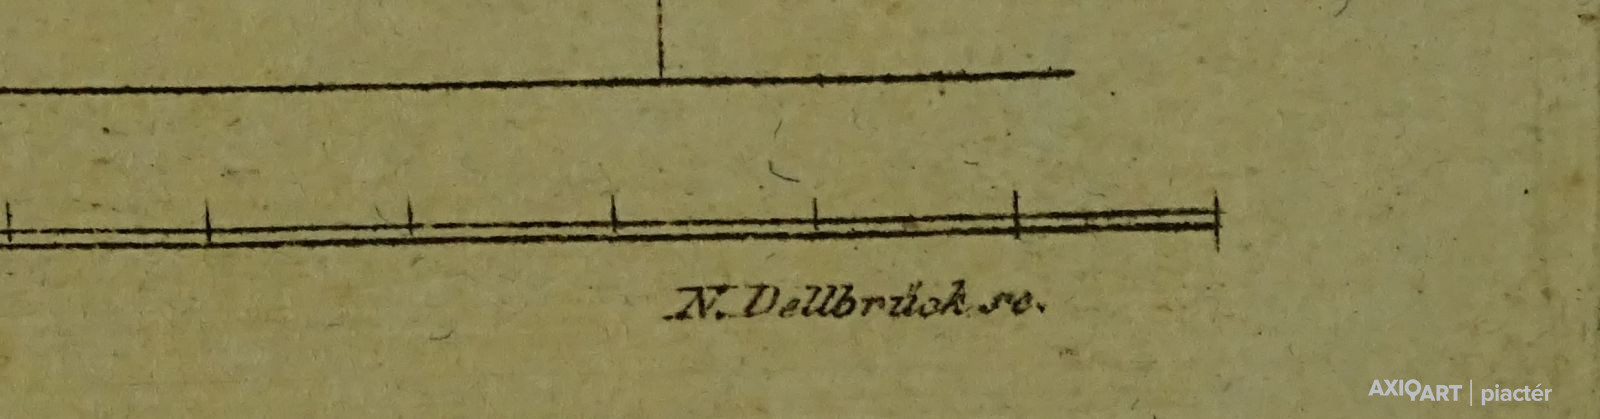 N. Dellbrück sc.
AXIOART | piactér